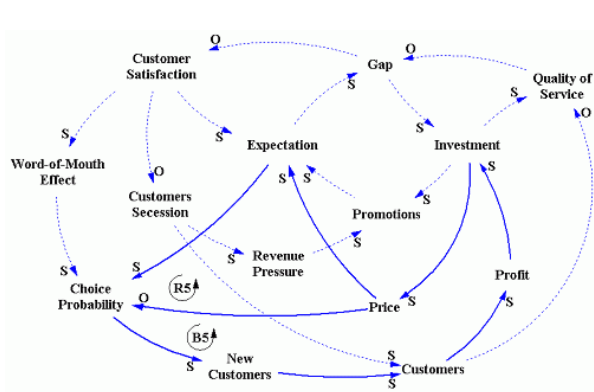 O
O
Customer
Satisfaction
Gap
S
Quality of
Service
S
S
O
S
S
Expectation
Investment
Word-of-Mouth
Effect
S
S
S
O
Customers
Secession
S
Promotions
S
S
Revenue
Pressure
S
S
Choice
Probability
R5
O
Price
S
Profit
S
B5
S
New
Customers
S
Customers
S